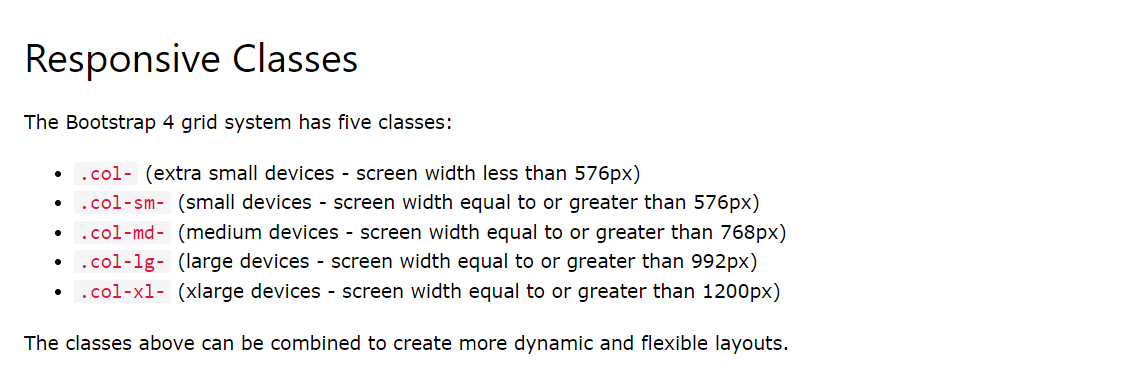 Responsive Classes
The Bootstrap 4 grid system has five classes:
• .col- (extra small devices - screen width less than 576px)
• .col-sm- (small devices - screen width equal to or greater than 576px)
• .col-md- (medium devices - screen width equal to or greater than 768px)
• .col-lg- (large devices - screen width equal to or greater than 992px)
• .col-xl- (xlarge devices - screen width equal to or greater than 1200px)
The classes above can be combined to create more dynamic and flexible layouts.